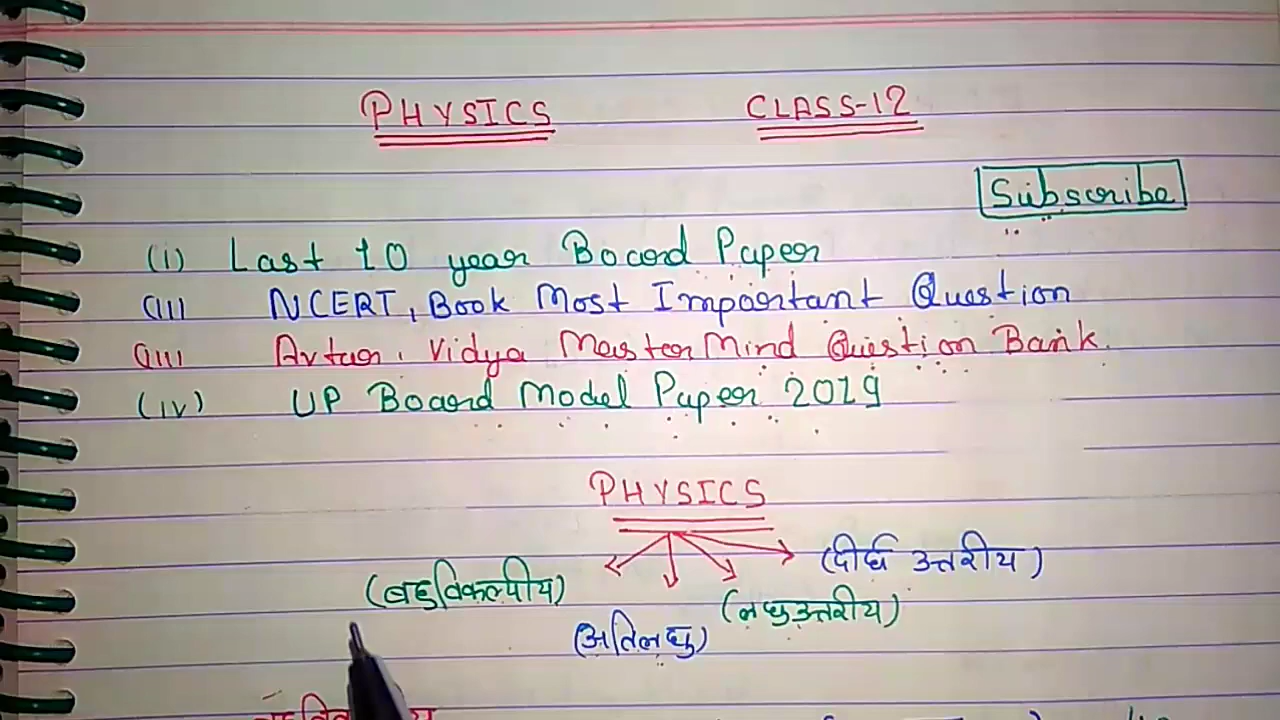 PHYSICS CLASS-12
Subscribe
(i) Last 10 year Board Paper
(ii) NCERT, Book Most Important Question
(iii) Avtar, Vidya Master Mind Question Bank.
(iv) UP Board Model Paper 2019
PHYSICS
(दीर्घ उत्तरीय)
(बहुविकल्पीय)
(लघुउत्तरीय)
(अतिलघु)